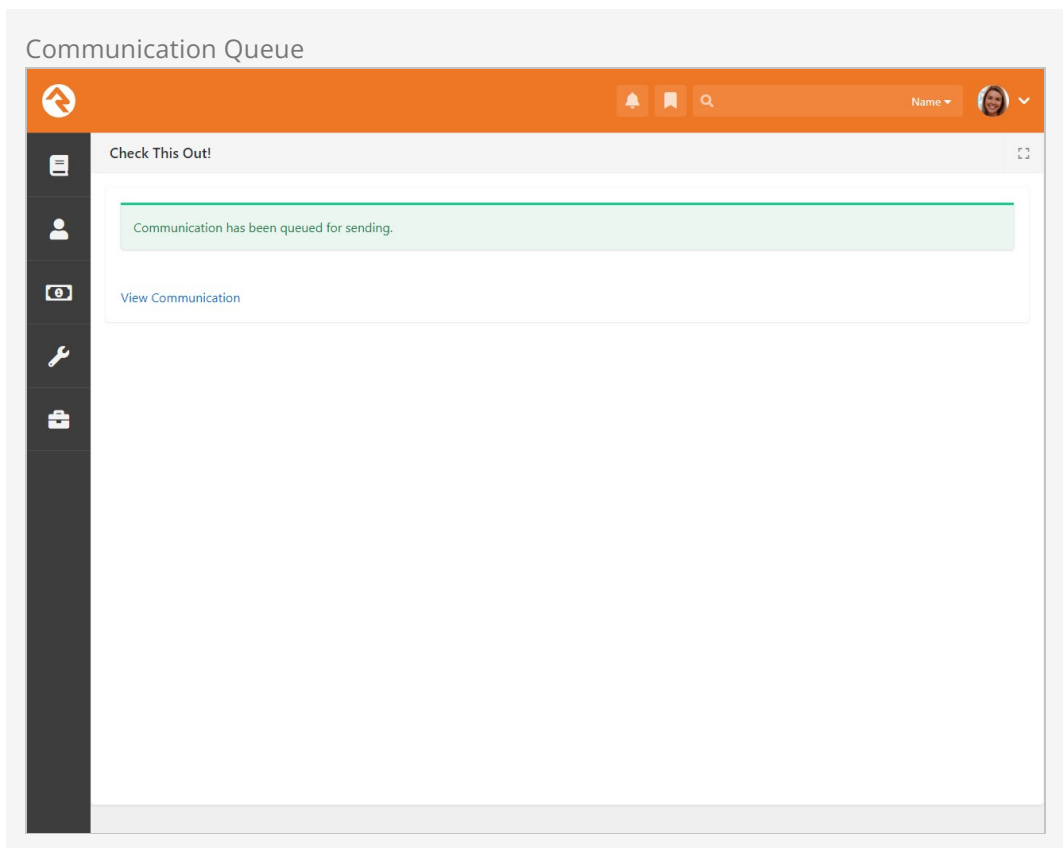 Communication Queue
Name
Check This Out!
Communication has been queued for sending.
View Communication